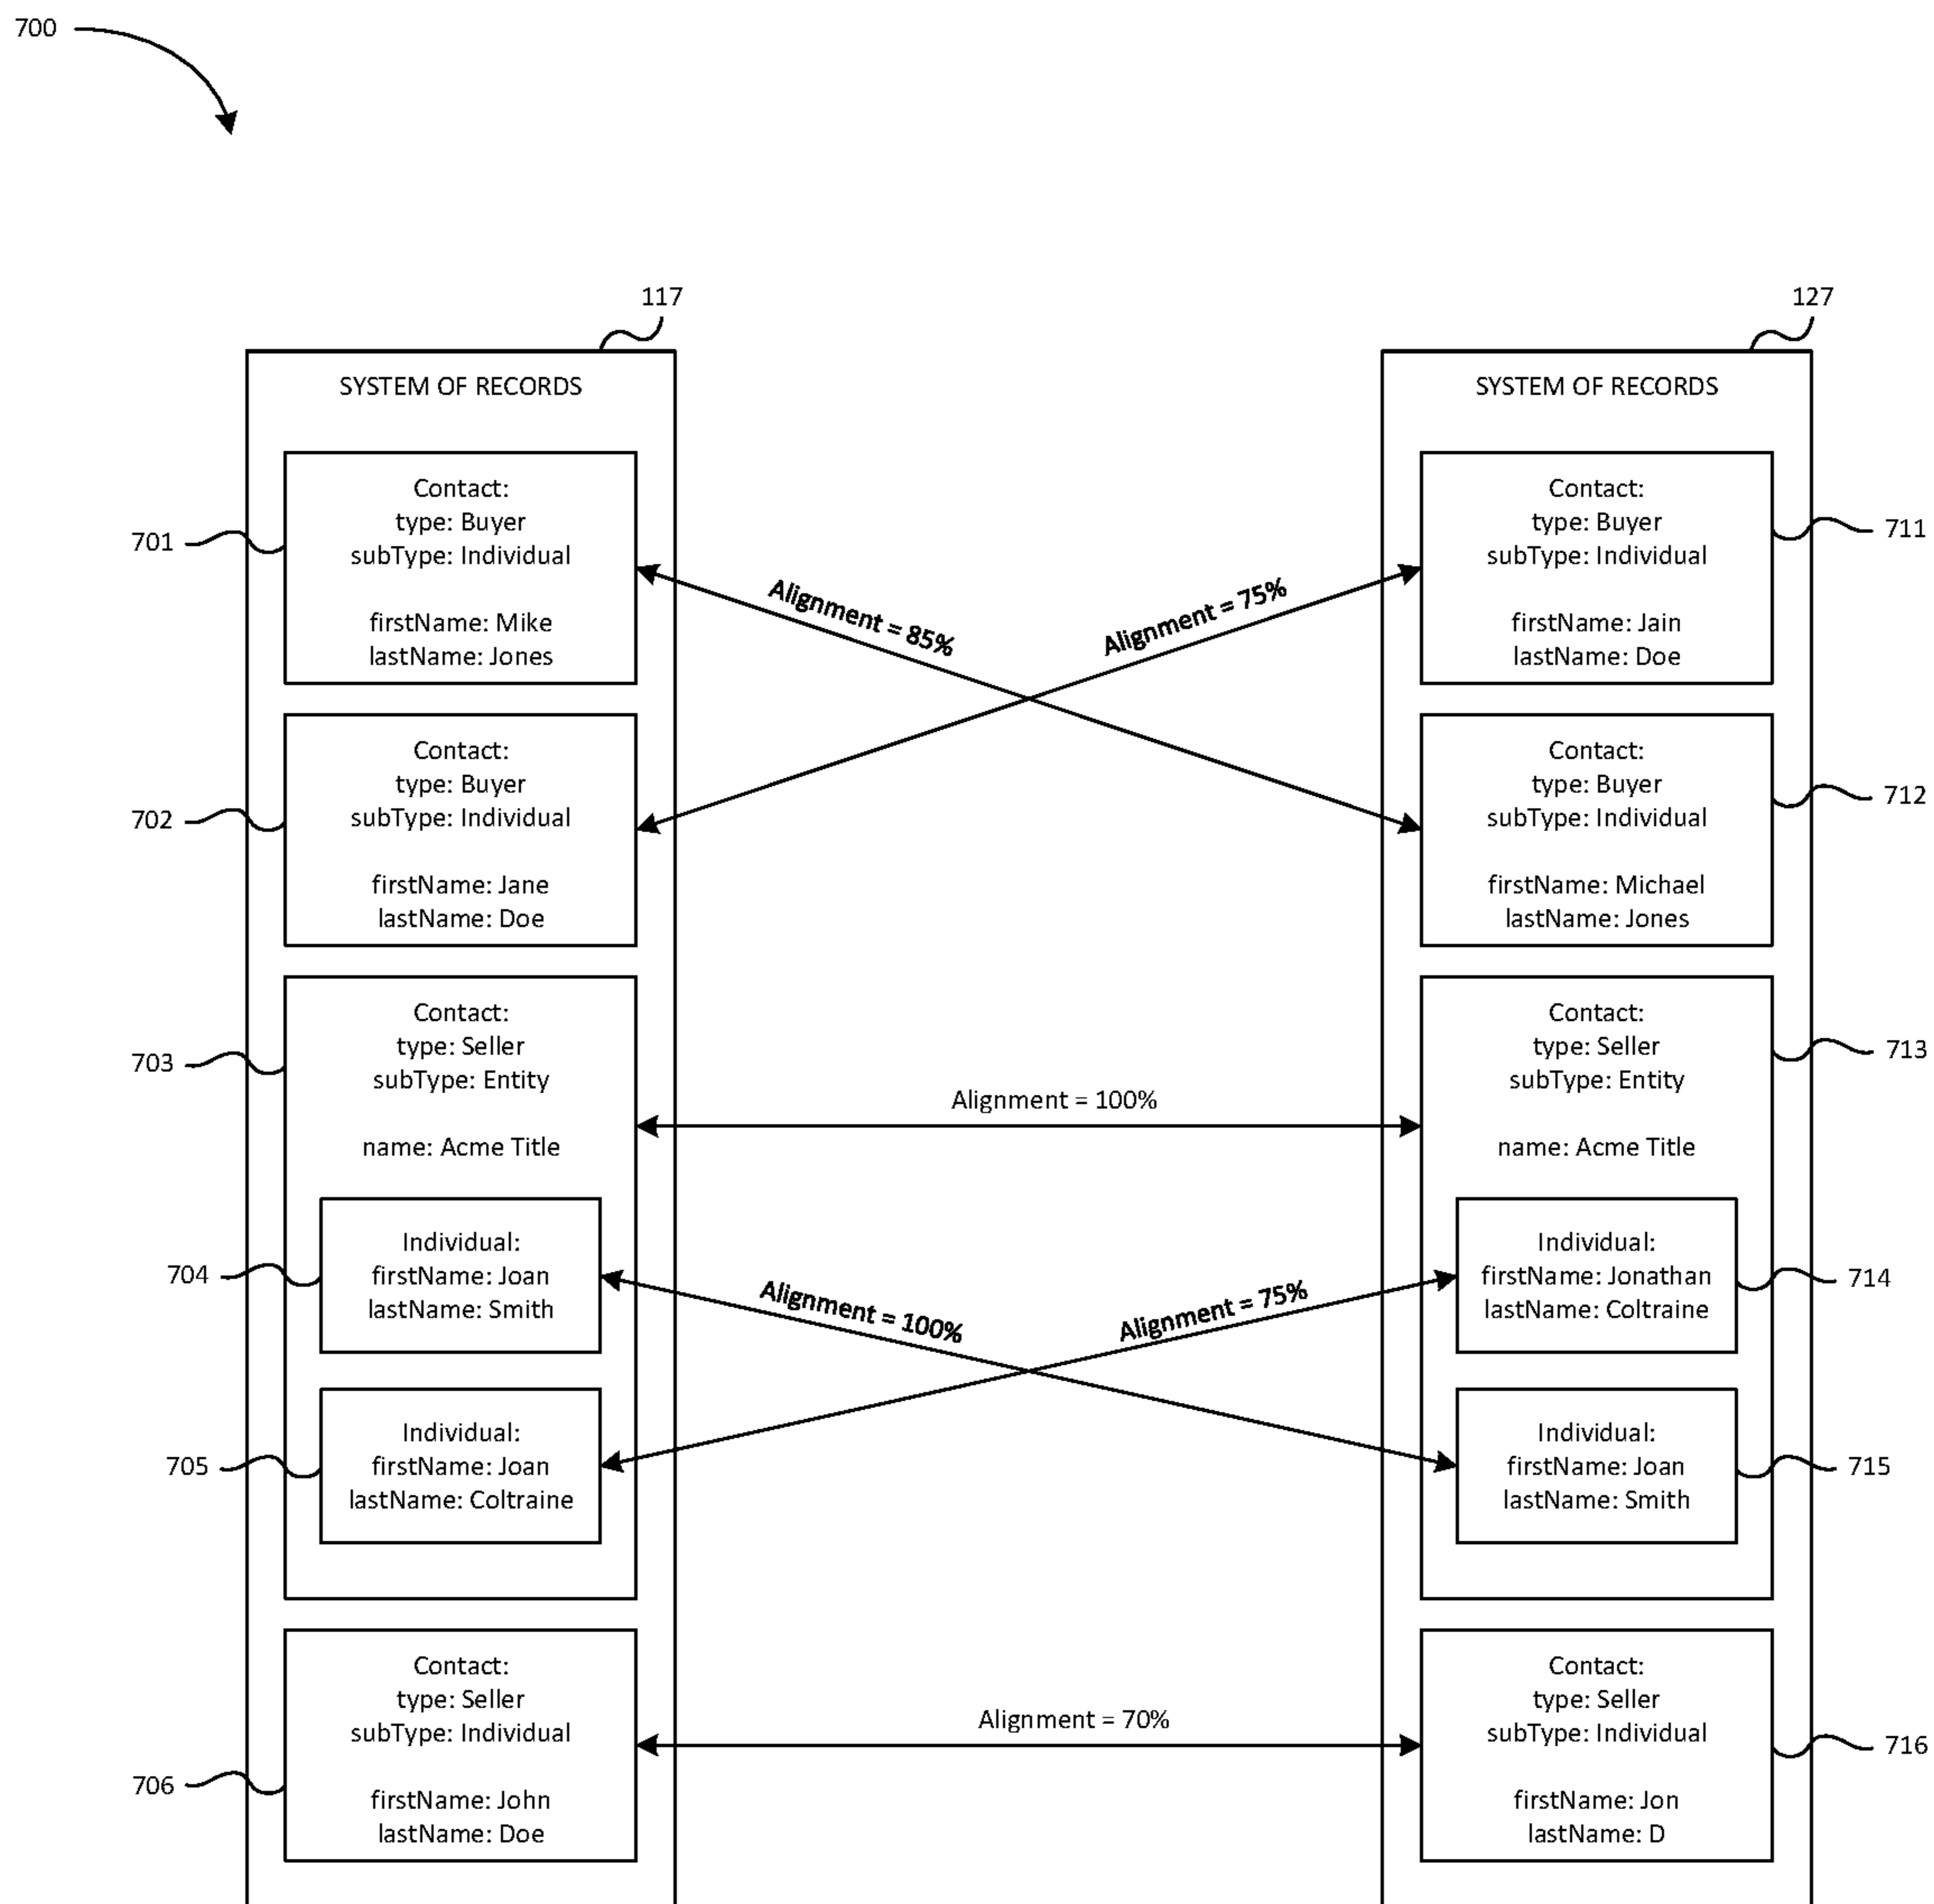 700
117
127
SYSTEM OF RECORDS
SYSTEM OF RECORDS
701
Contact:
type: Buyer
subType: Individual
firstName: Mike
lastName: Jones
Alignment = 85%
Alignment = 75%
Contact:
type: Buyer
subType: Individual
firstName: Jain
lastName: Doe
711
702
Contact:
type: Buyer
subType: Individual
firstName: Jane
lastName: Doe
Contact:
type: Buyer
subType: Individual
firstName: Michael
lastName: Jones
712
703
Contact:
type: Seller
subType: Entity
name: Acme Title
Alignment = 100%
Contact:
type: Seller
subType: Entity
name: Acme Title
713
704
Individual:
firstName: Joan
lastName: Smith
Alignment = 100%
Alignment = 75%
Individual:
firstName: Jonathan
lastName: Coltraine
714
705
Individual:
firstName: Joan
lastName: Coltraine
Individual:
firstName: Joan
lastName: Smith
715
706
Contact:
type: Seller
subType: Individual
firstName: John
lastName: Doe
Alignment = 70%
Contact:
type: Seller
subType: Individual
firstName: Jon
lastName: D
716